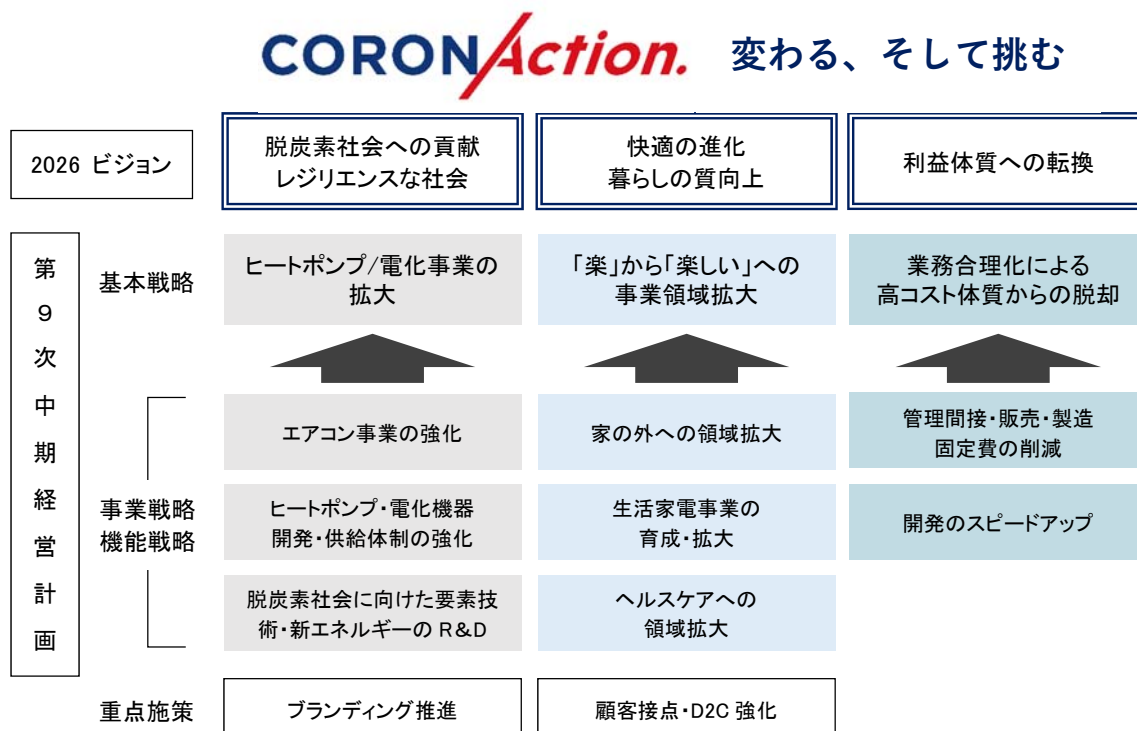 CORONAction. 変わる、そして挑む
2026 ビジョン
脱炭素社会への貢献
レジリエンスな社会
快適の進化
暮らしの質向上
利益体質への転換
第9次中期経営計画
基本戦略
ヒートポンプ/電化事業の
拡大
「楽」から「楽しい」への
事業領域拡大
業務合理化による
高コスト体質からの脱却
事業戦略
機能戦略
エアコン事業の強化
家の外への領域拡大
管理間接・販売・製造
固定費の削減
ヒートポンプ・電化機器
開発・供給体制の強化
生活家電事業の
育成・拡大
開発のスピードアップ
脱炭素社会に向けた要素技
術・新エネルギーの R&D
ヘルスケアへの
領域拡大
重点施策
ブランディング推進
顧客接点・D2C 強化